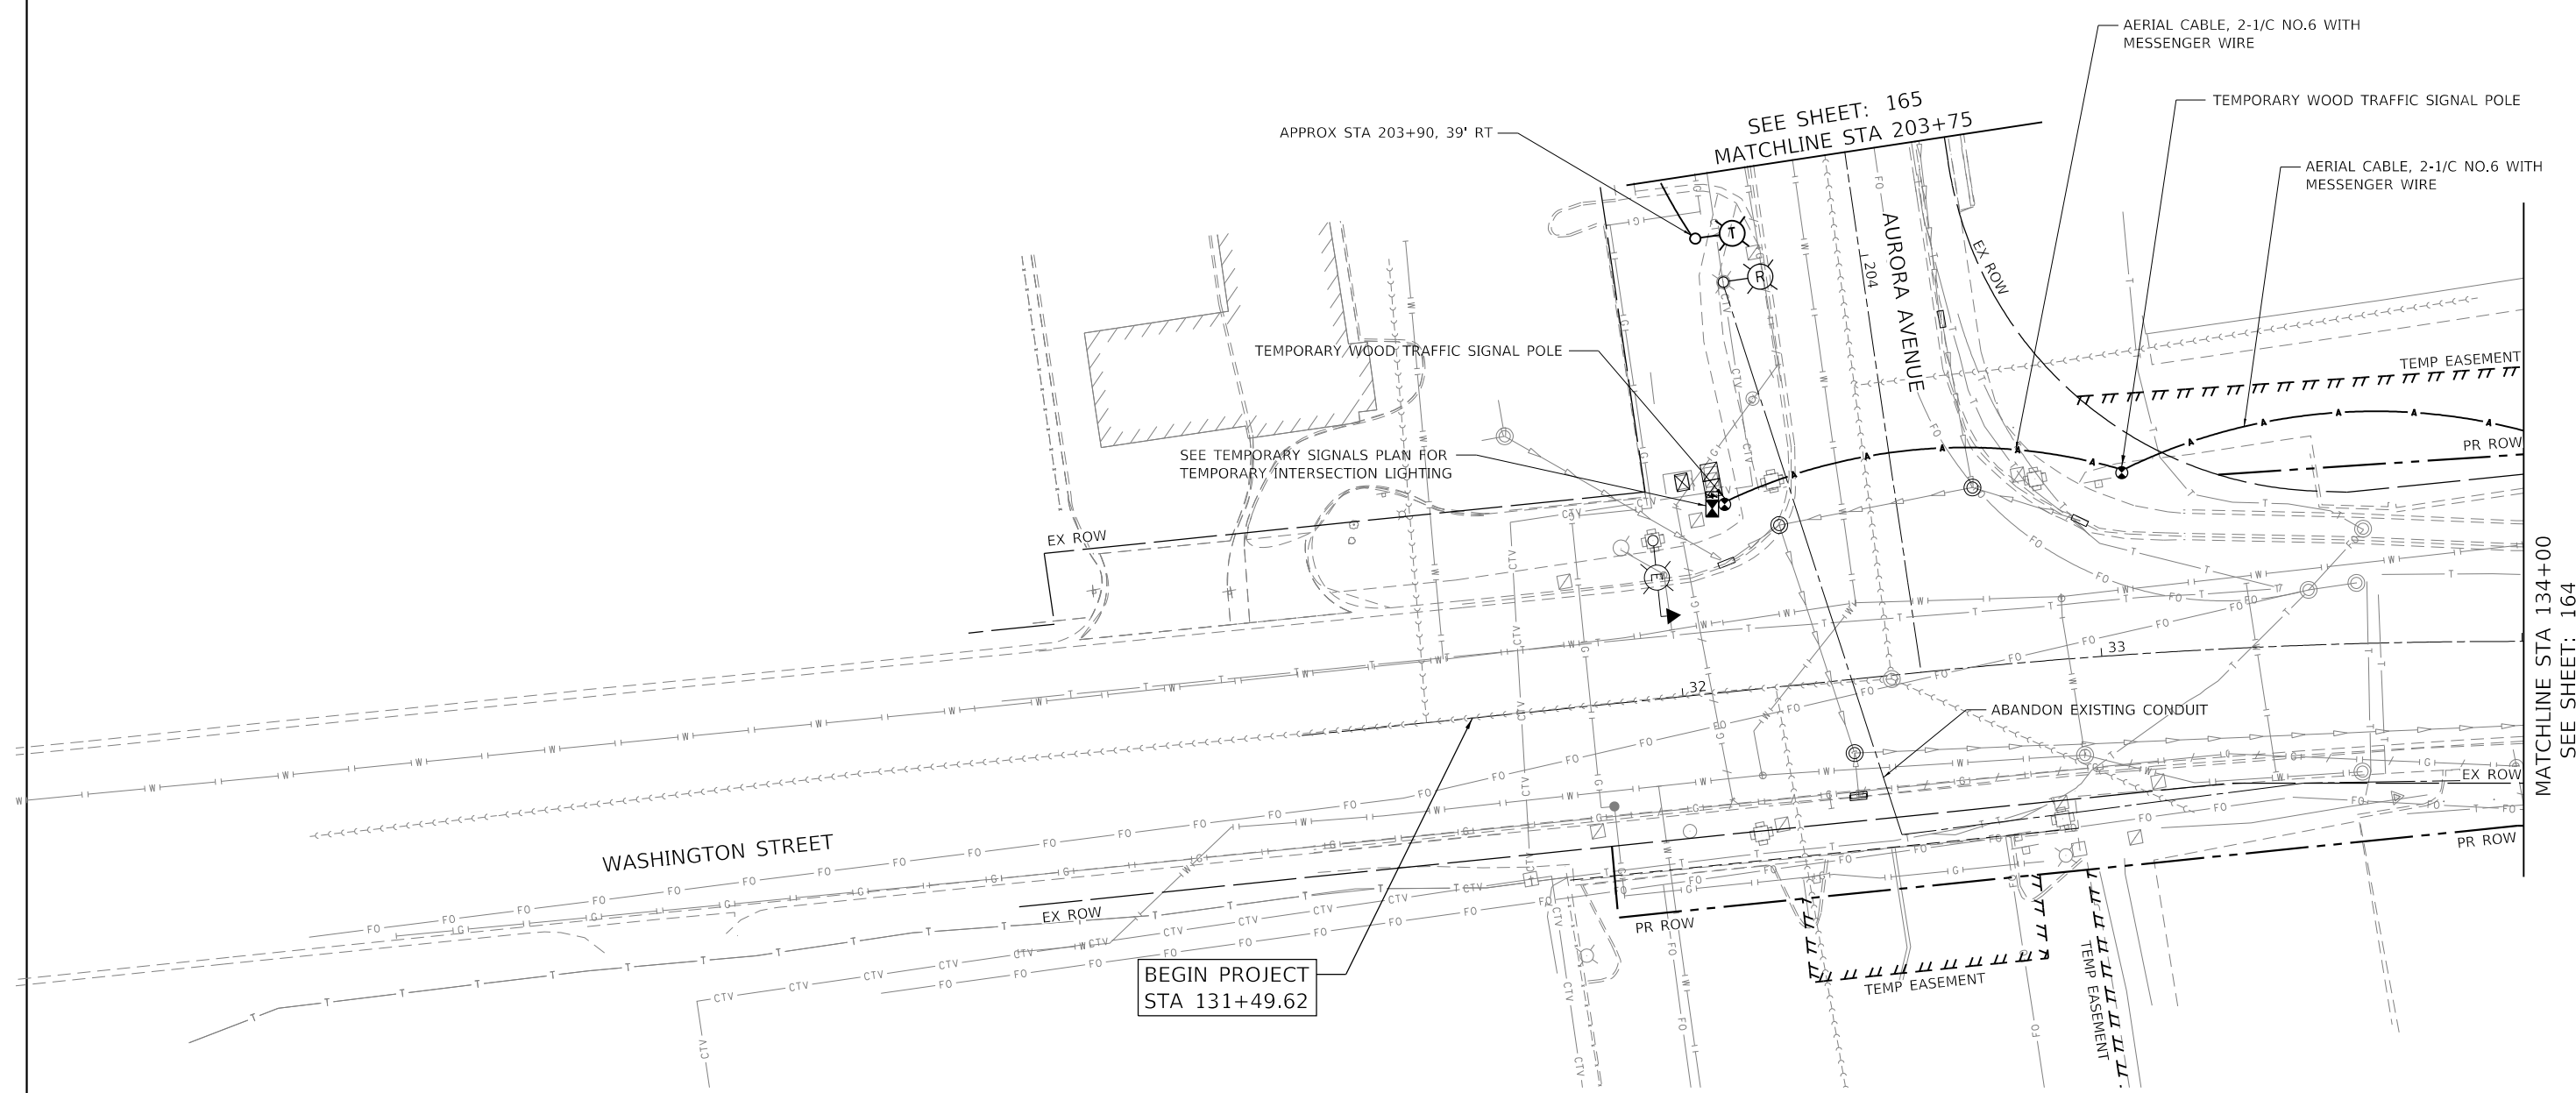 AERIAL CABLE, 2-1/C NO.6 WITH
MESSENGER WIRE
TEMPORARY WOOD TRAFFIC SIGNAL POLE
SEE SHEET: 165
MATCHLINE STA 203+75
APPROX STA 203+90, 39' RT
AERIAL CABLE, 2-1/C NO.6 WITH
MESSENGER WIRE
T
R
204
AURORA AVENUE
EX ROW
TEMPORARY WOOD TRAFFIC SIGNAL POLE
TEMP EASEMENT
PR ROW
SEE TEMPORARY SIGNALS PLAN FOR
TEMPORARY INTERSECTION LIGHTING
EX ROW
E
MATCHLINE STA 134+00
SEE SHEET: 164
33
32
ABANDON EXISTING CONDUIT
EX ROW
WASHINGTON STREET
PR ROW
EX ROW
PR ROW
BEGIN PROJECT
STA 131+49.62
TEMP EASEMENT
TEMP EASEMENT